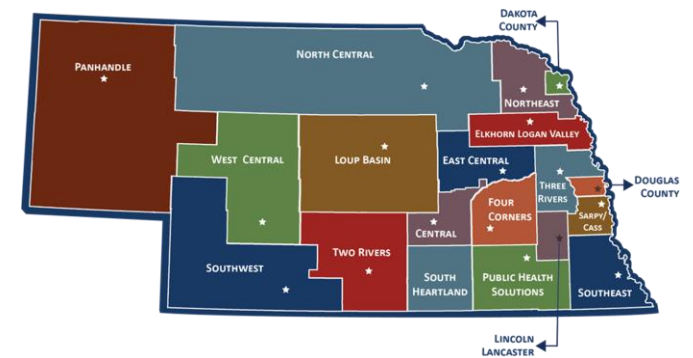 DAKOTA
COUNTY
PANHANDLE
NORTH CENTRAL
NORTHEAST
ELKHORN LOGAN VALLEY
WEST CENTRAL
LOUP BASIN
EAST CENTRAL
THREE
RIVERS
DOUGLAS
COUNTY
FOUR
CORNERS
SARPY/
CASS
CENTRAL
TWO RIVERS
SOUTHWEST
SOUTH
HEARTLAND
PUBLIC HEALTH
SOLUTIONS
SOUTHEAST
LINCOLN
LANCASTER